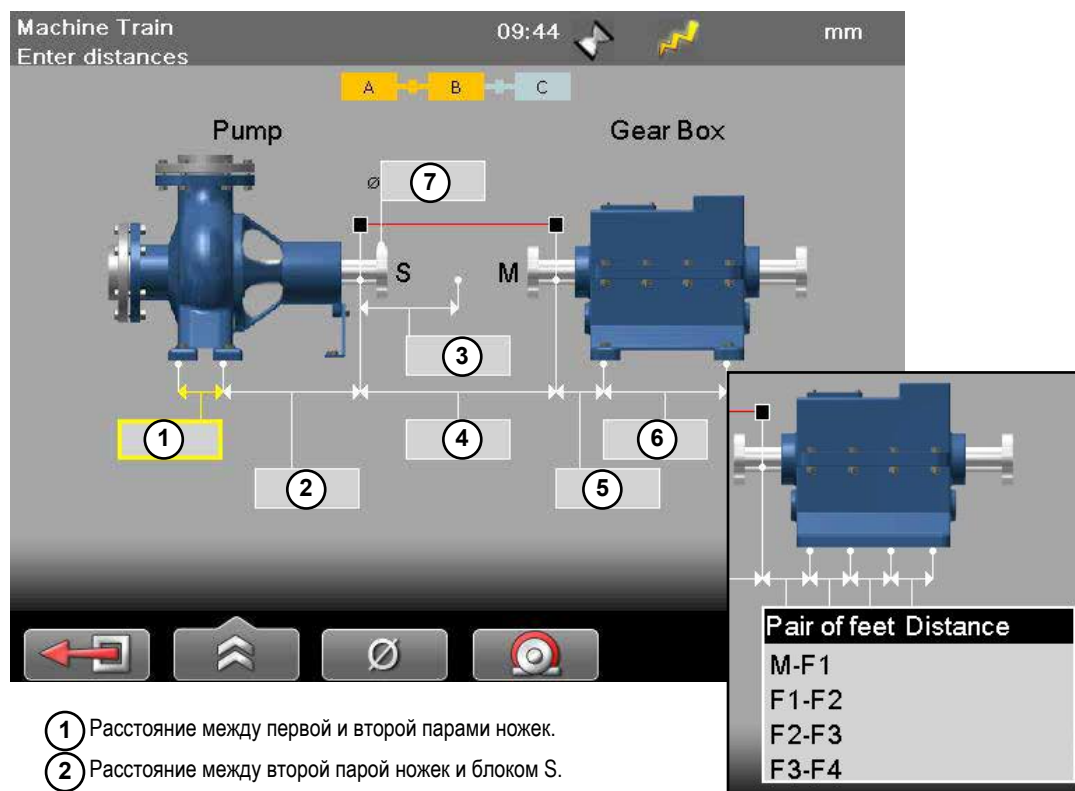 Machine Train
09:44
mm
Enter distances
A
B
C
Pump
Gear Box
Ø
7
S
M
3
1
4
6
2
5
Ø
Pair of feet Distance
M-F1
F1-F2
F2-F3
F3-F4
1 Расстояние между первой и второй парами ножек.
2 Расстояние между второй парой ножек и блоком S.